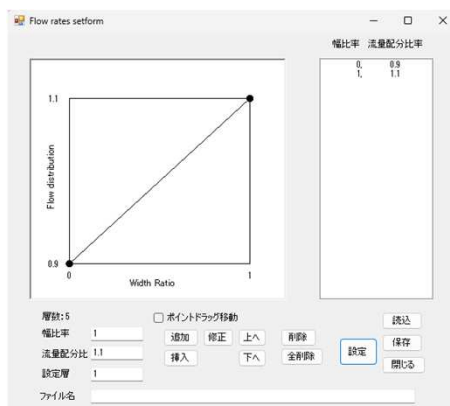 Flow rates setform
幅比率 流量配分比率
0, 0.9
1, 1.1
1.1
Flow distribution
0.9
0 1
Width Ratio
層数:5
ポイントドラッグ移動
読込
幅比率 1
追加 修正 上へ 削除
保存
流量配分比 1.1
挿入 下へ 全削除
設定
閉じる
設定層 1
ファイル名